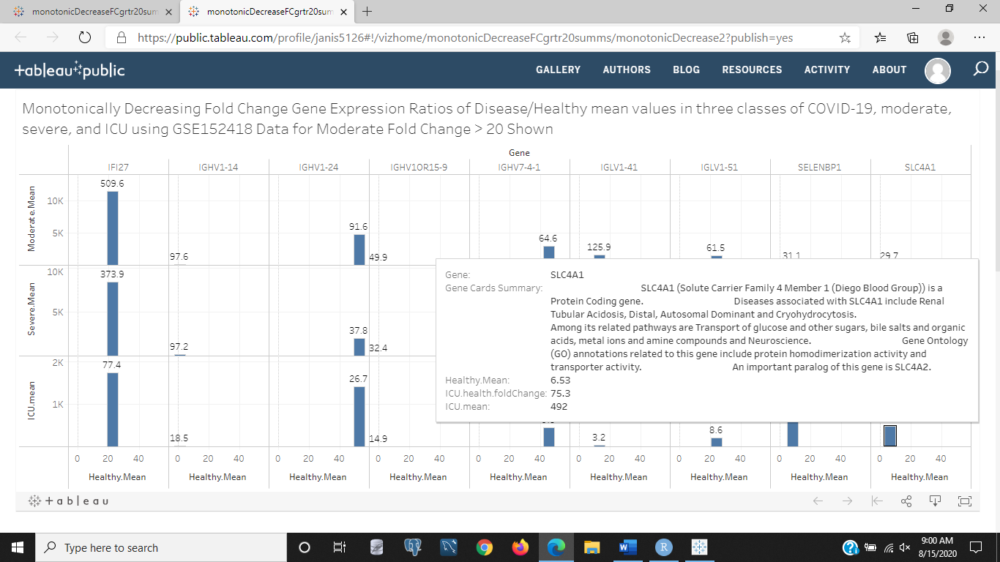 monotonicDecreaseFCgrtr20sum
monotonicDecreaseFCgrtr20sum
https://public.tableau.com/profile/janis5126#!/vizhome/monotonicDecreaseFCgrtr20summs/monotonicDecrease2?publish=yes
+ableau public GALLERY AUTHORS BLOG RESOURCES ACTIVITY ABOUT
Monotonically Decreasing Fold Change Gene Expression Ratios of Disease/Healthy mean values in three classes of COVID-19, moderate,
severe, and ICU using GSE152418 Data for Moderate Fold Change > 20 Shown
Gene
IFI27 IGHV1-14 IGHV1-24 IGHV1OR15-9 IGHV7-4-1 IGLV1-41 IGLV1-51 SELENBP1 SLC4A1
Moderate.Mean
10K
5K
509.6 97.6 91.6 49.9 64.6 125.9 61.5 31.1 29.7
Severe.Mean
10K
5K
373.9 97.2 37.8 32.4
ICU.mean
2K
1K
77.4 18.5 26.7 14.9 3.2 8.6
Gene: SLC4A1
Gene Cards Summary: SLC4A1 (Solute Carrier Family 4 Member 1 (Diego Blood Group)) is a
Protein Coding gene. Diseases associated with SLC4A1 include Renal
Tubular Acidosis, Distal, Autosomal Dominant and Cryohydrocytosis.
Among its related pathways are Transport of glucose and other sugars, bile salts and organic
acids, metal ions and amine compounds and Neuroscience. Gene Ontology
(GO) annotations related to this gene include protein homodimerization activity and
transporter activity. An important paralog of this gene is SLC4A2.
Healthy.Mean: 6.53
ICU.health.foldChange: 75.3
ICU.mean: 492
0 20 40 0 20 40 0 20 40 0 20 40 0 20 40 0 20 40 0 20 40 0 20 40 0 20 40
Healthy.Mean Healthy.Mean Healthy.Mean Healthy.Mean Healthy.Mean Healthy.Mean Healthy.Mean Healthy.Mean Healthy.Mean
+ableau
Type here to search
9:00 AM
8/15/2020